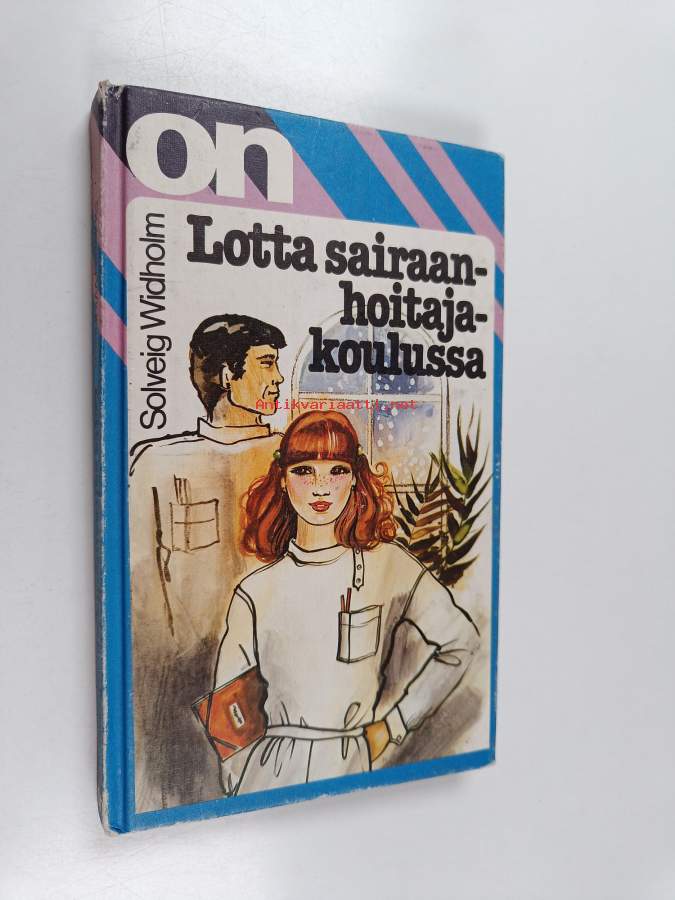 on
Solveig Widholm
Lotta sairaan-
hoitaja-
koulussa
Antikvariaatti.net